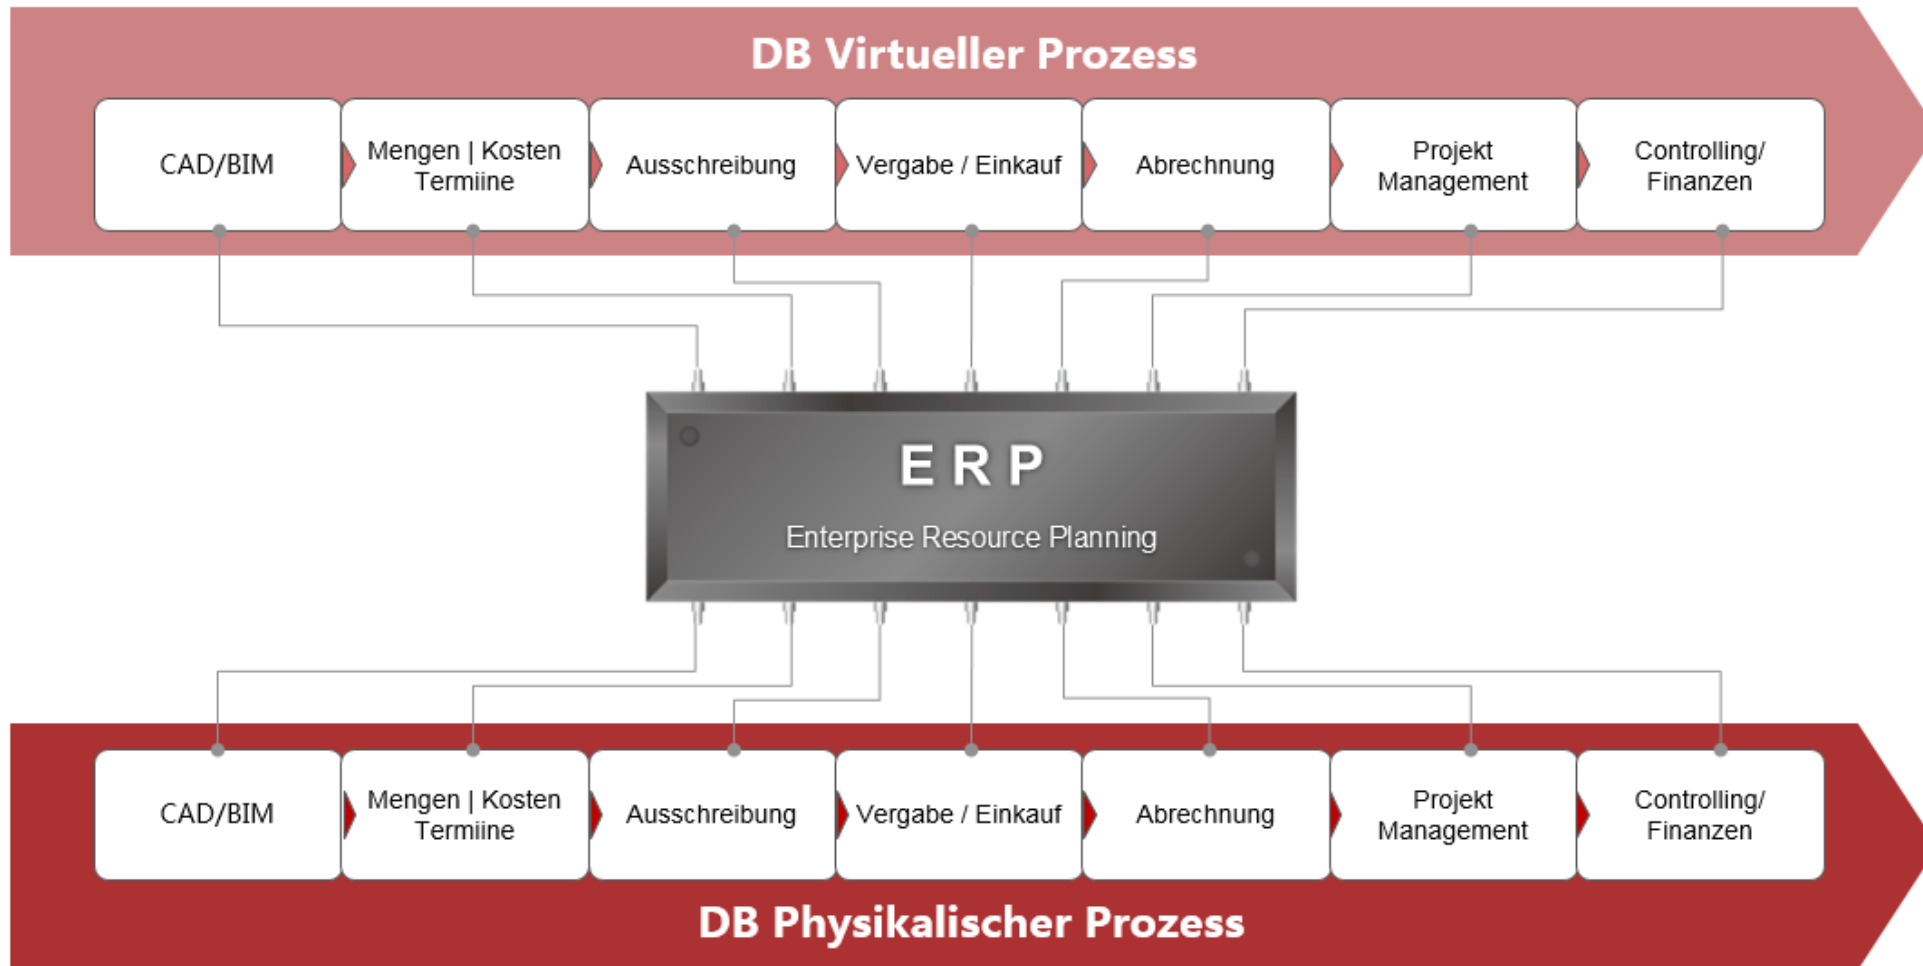 DB Virtueller Prozess
CAD/BIM
Mengen | Kosten
Termiine
Ausschreibung
Vergabe / Einkauf
Abrechnung
Projekt
Management
Controlling/
Finanzen
E R P
Enterprise Resource Planning
CAD/BIM
Mengen | Kosten
Termiine
Ausschreibung
Vergabe / Einkauf
Abrechnung
Projekt
Management
Controlling/
Finanzen
DB Physikalischer Prozess